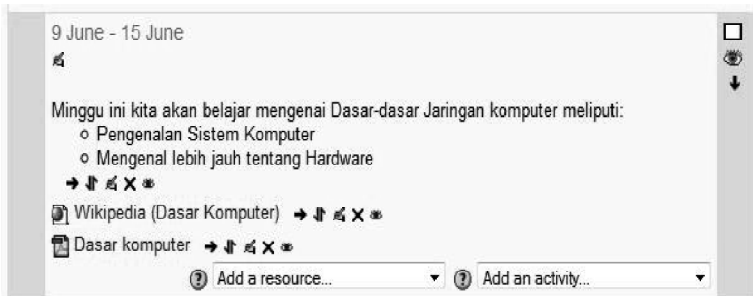 9 June - 15 June
Minggu ini kita akan belajar mengenai Dasar-dasar Jaringan komputer meliputi:
Pengenalan Sistem Komputer
Mengenal lebih jauh tentang Hardware
Wikipedia (Dasar Komputer)
Dasar komputer
Add a resource... Add an activity...